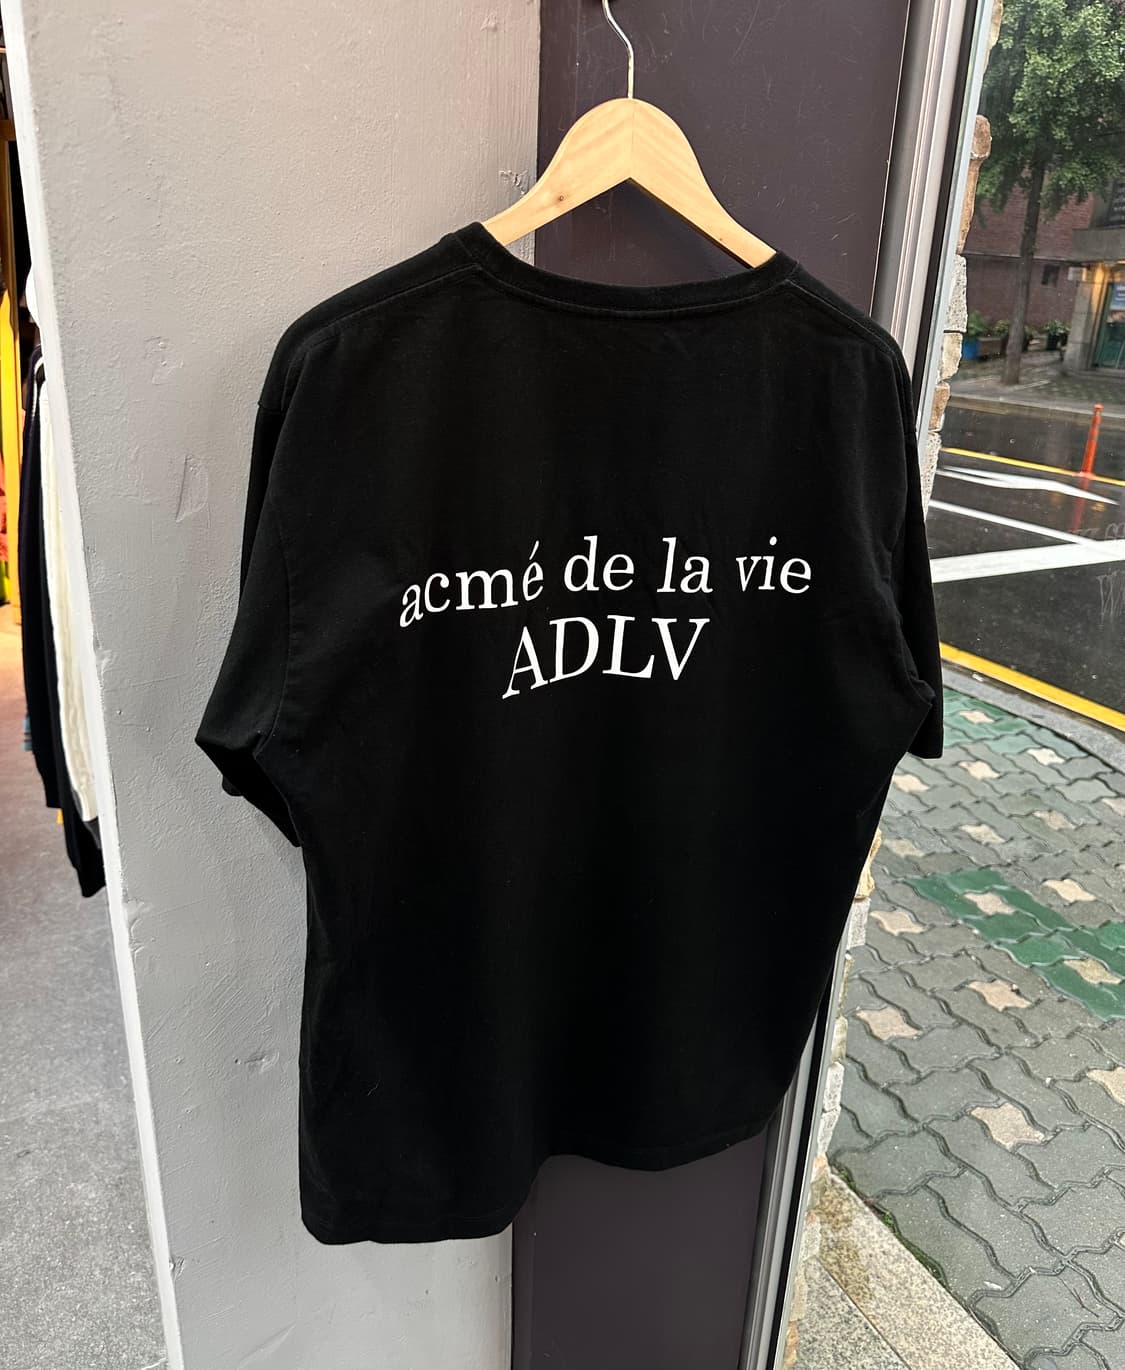 acmé de la vie
ADLV